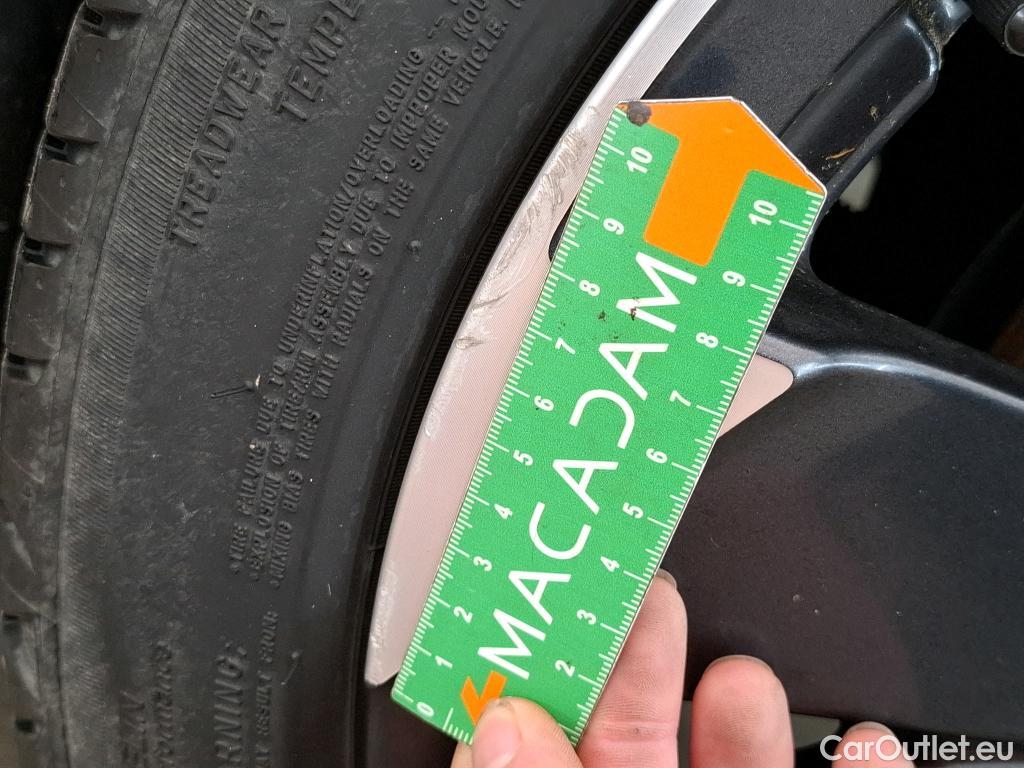 TREADWEAR
TEMPE
•TIRE FAILURE DUE TO UNDERINFLATION/OVERLOADING --
•EXPLOSION OF TIRE/RIM ASSEMBLY DUE TO IMPROPER MOU
MIXING BIAS TIRES WITH RADIALS ON THE SAME VEHICLE.
ARNING:
MACADAM
0 1 2 3 4 5 6 7 8 9 10
2 3 4 5 6 7 8 9 10
CarOutlet.eu